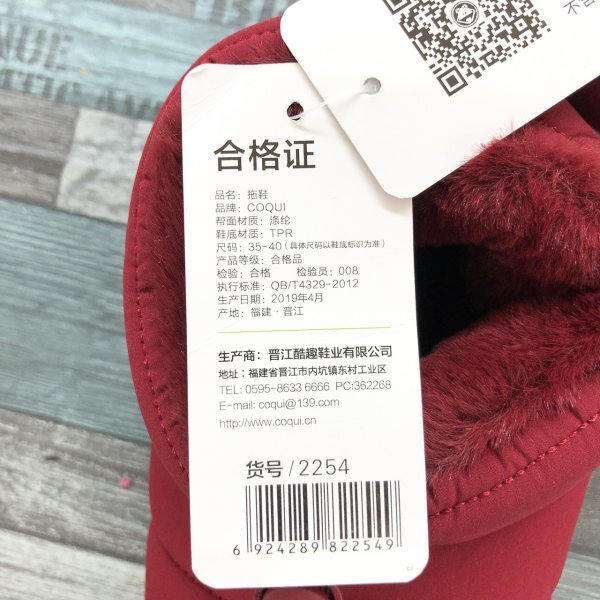 合格证
品名: 拖鞋
品牌: COQUI
帮面材质: 涤纶
鞋底材质: TPR
尺码: 35-40 (具体尺码以鞋底标识为准)
产品等级: 合格品
检验: 合格 检验员: 008
执行标准: QB/T4329-2012
生产日期: 2019年4月
产地: 福建·晋江
生产商: 晋江酷趣鞋业有限公司
地址: 福建省晋江市内坑镇东村工业区
TEL: 0595-8633 6666 PC:362268
E-mail: coqui@139.com
http://www.coqui.cn
货号/2254
6 924289 822549